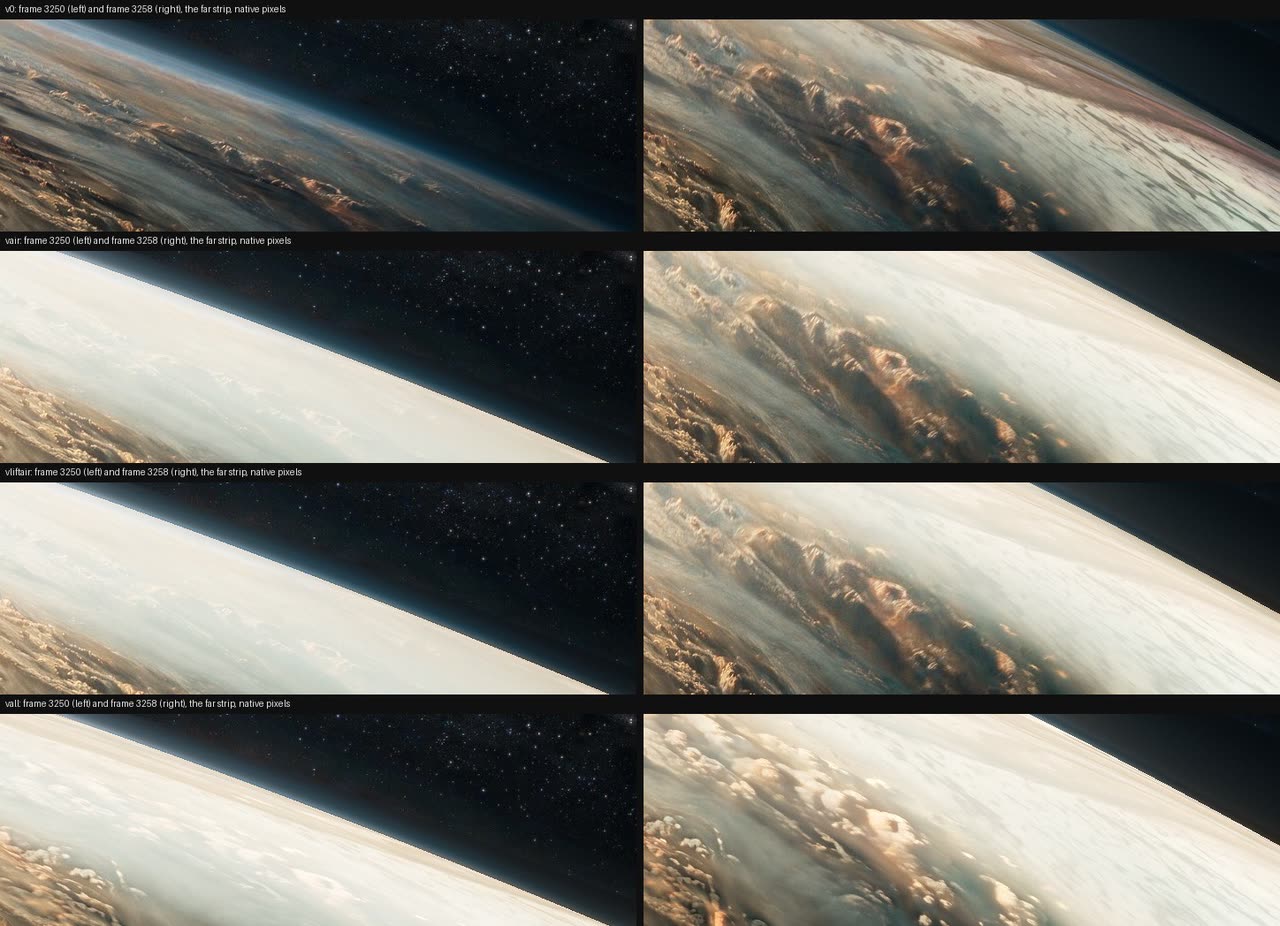 v0: frame 3250 (left) and frame 3258 (right), the far strip, native pixels
vair: frame 3250 (left) and frame 3258 (right), the far strip, native pixels
vliftair: frame 3250 (left) and frame 3258 (right), the far strip, native pixels
vall: frame 3250 (left) and frame 3258 (right), the far strip, native pixels